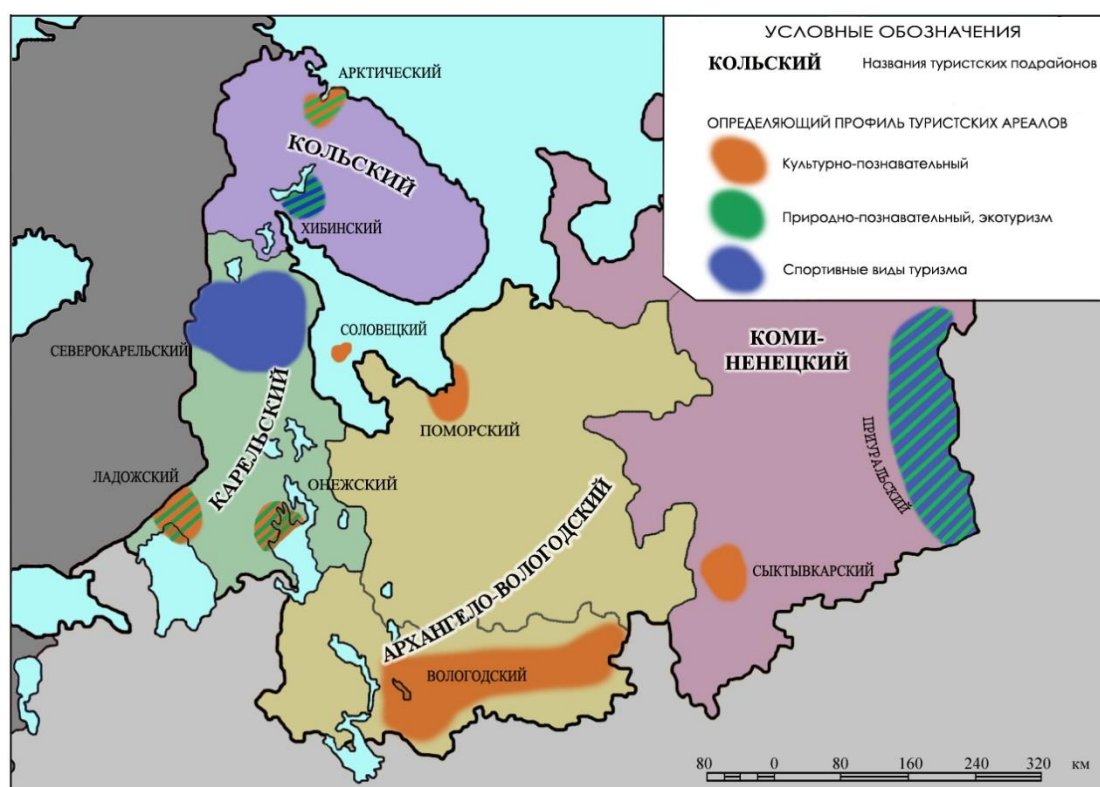 УСЛОВНЫЕ ОБОЗНАЧЕНИЯ
КОЛЬСКИЙ Названия туристских подрайонов
ОПРЕДЕЛЯЮЩИЙ ПРОФИЛЬ ТУРИСТСКИХ АРЕАЛОВ
Культурно-познавательный
Природно-познавательный, экотуризм
Спортивные виды туризма
АРКТИЧЕСКИЙ
КОЛЬСКИЙ
ХИБИНСКИЙ
СОЛОВЕЦКИЙ
СЕВЕРОКАРЕЛЬСКИЙ
КОМИ-
НЕНЕЦКИЙ
ПОМОРСКИЙ
КАРЕЛЬСКИЙ
ПРИУРАЛЬСКИЙ
ЛАДОЖСКИЙ
ОНЕЖСКИЙ
АРХАНГЕЛО-ВОЛОГОДСКИЙ
СЫКТЫВКАРСКИЙ
ВОЛОГОДСКИЙ
80 0 80 160 240 320 км